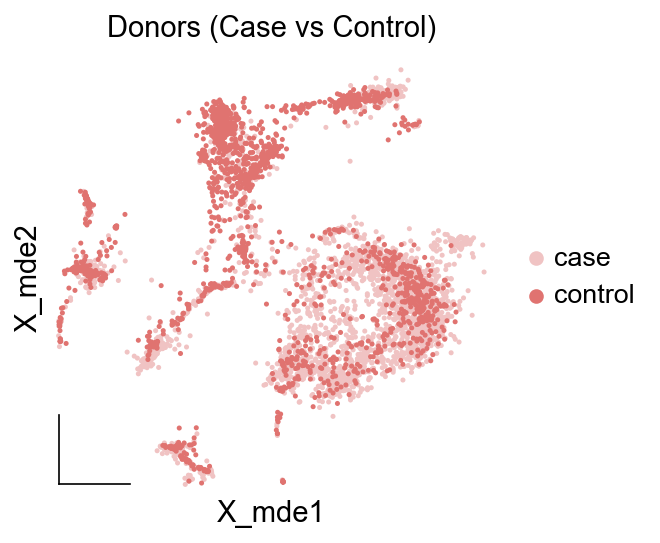 Donors (Case vs Control)
X_mde2
case
control
X_mde1